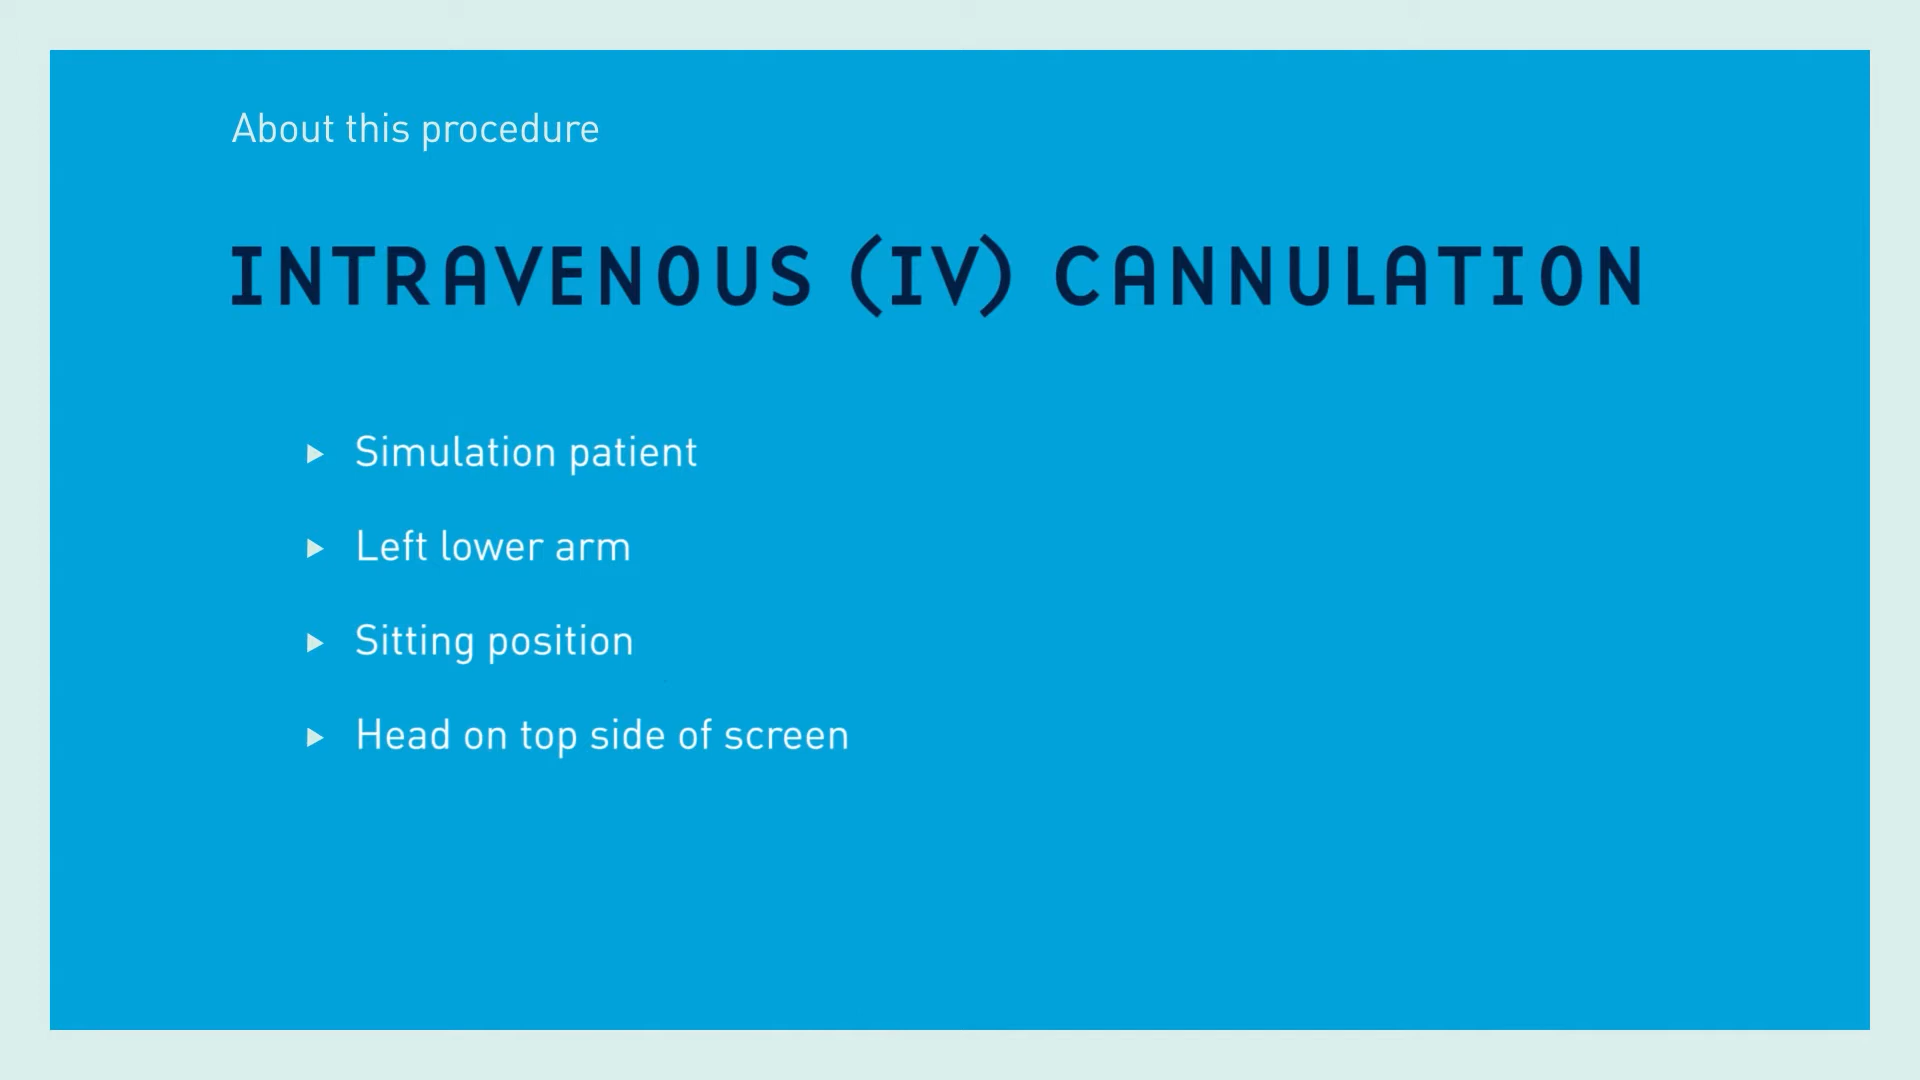 About this procedure
INTRAVENOUS (IV) CANNULATION
▶ Simulation patient
▶ Left lower arm
▶ Sitting position
▶ Head on top side of screen